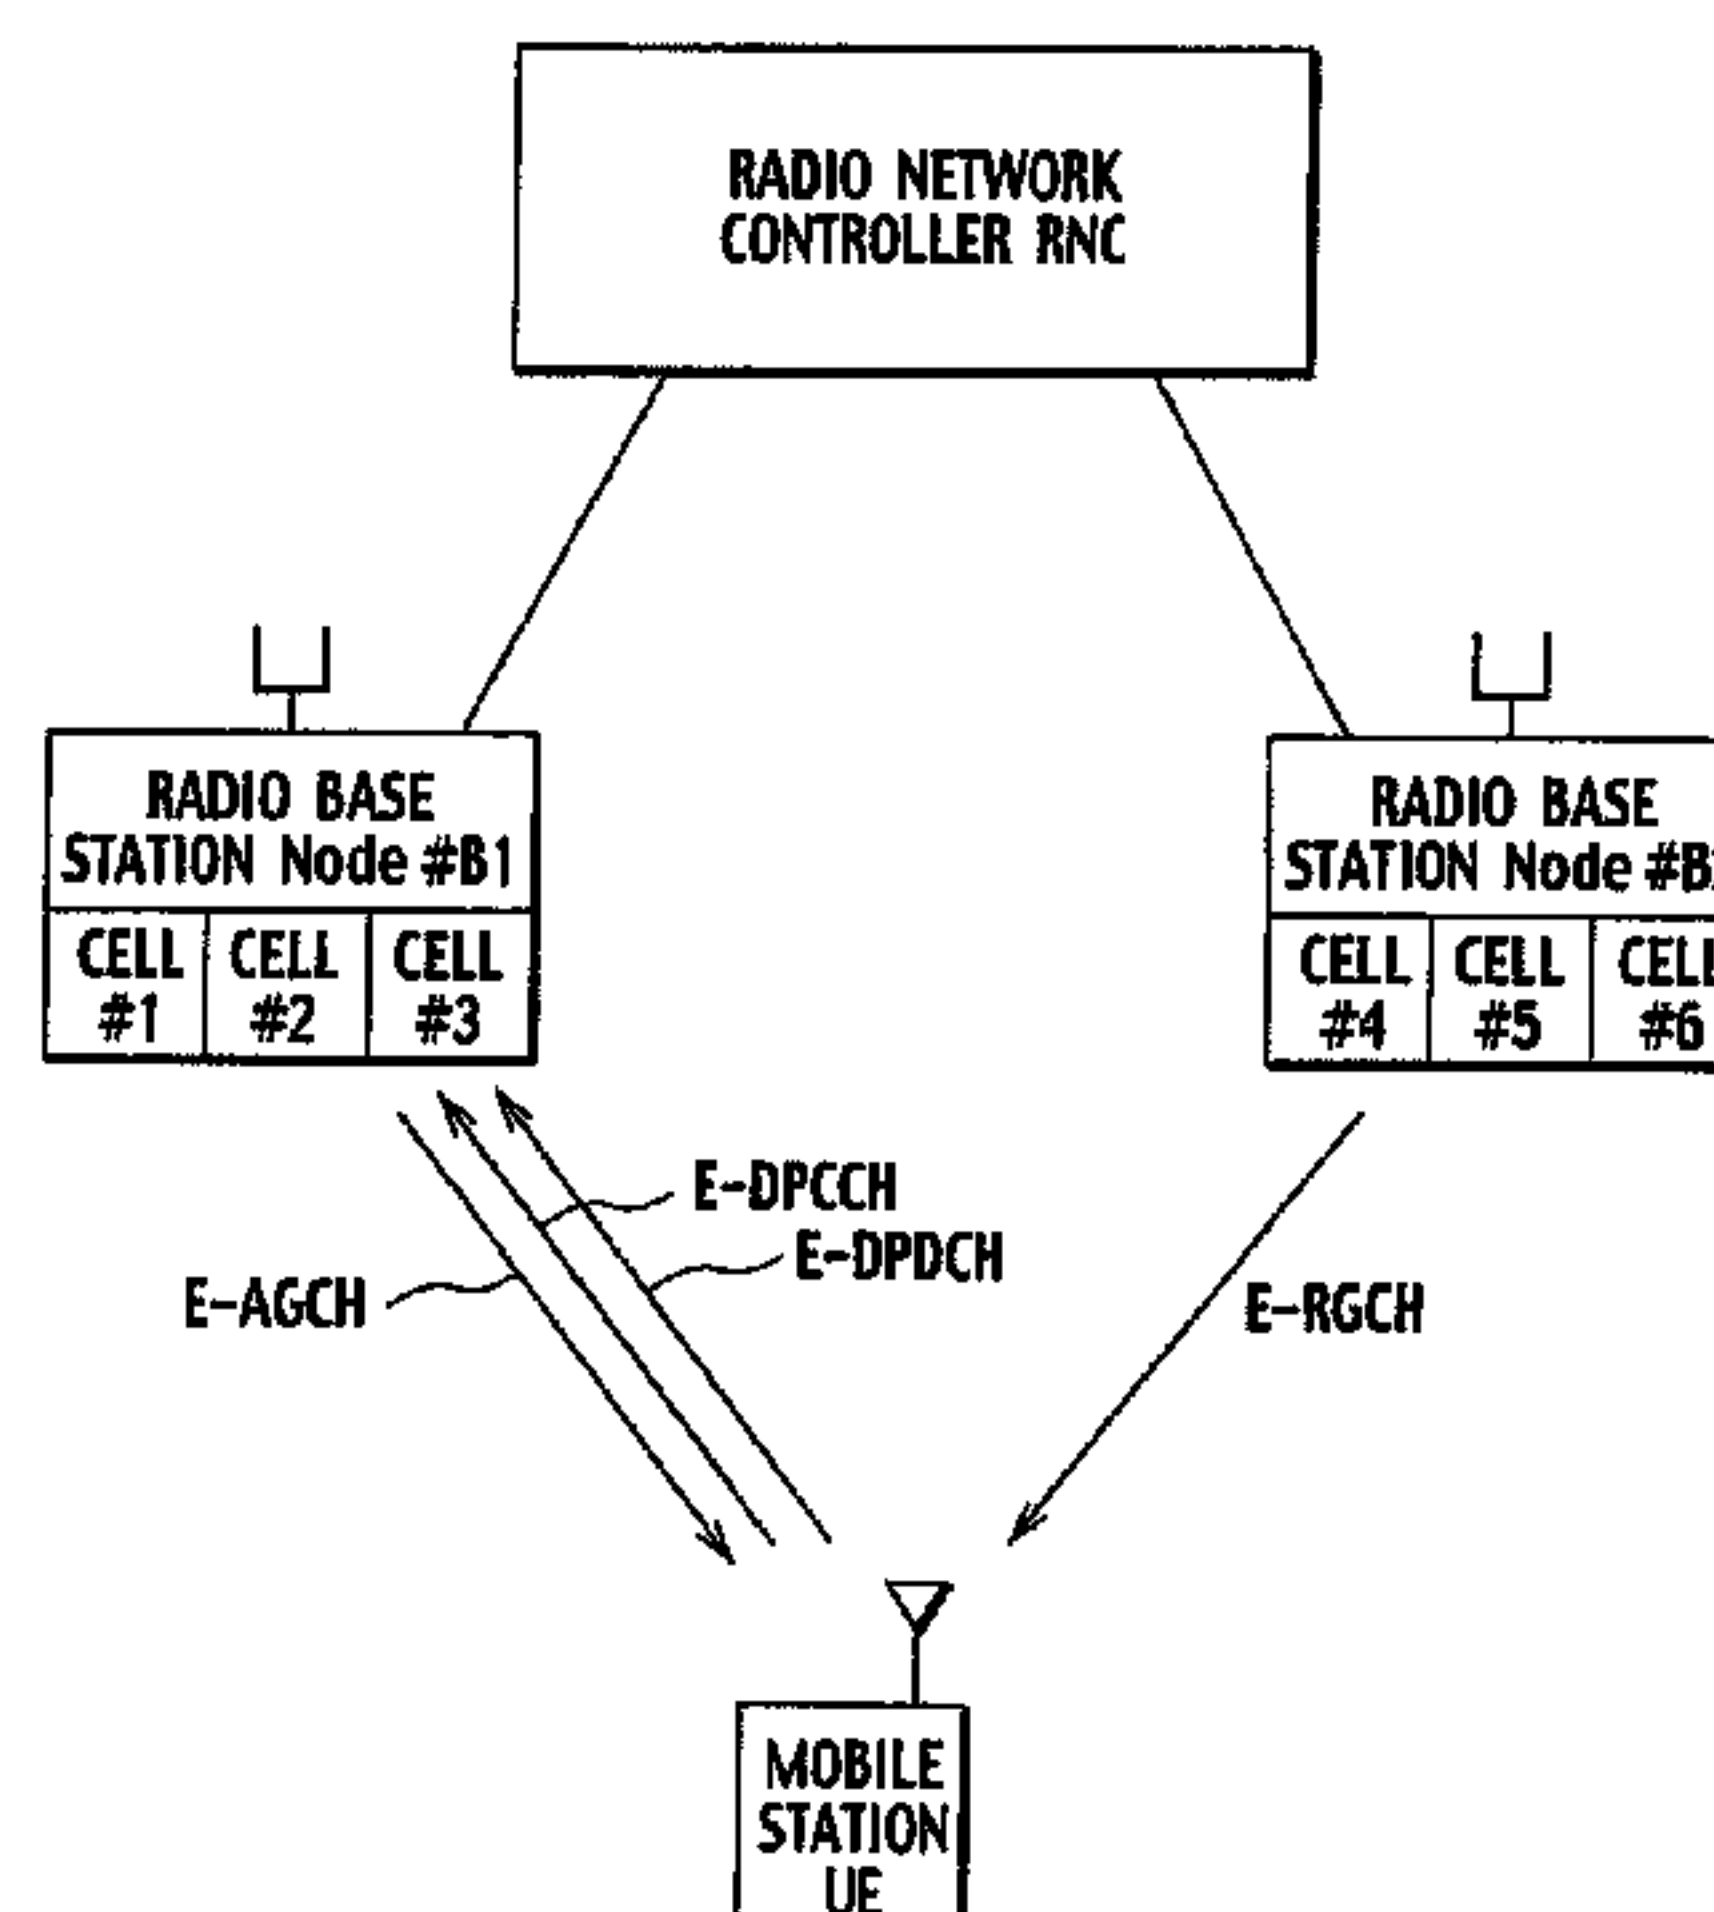 RADIO NETWORK
CONTROLLER RNC
RADIO BASE
STATION Node #B1
CELL
#1
CELL
#2
CELL
#3
RADIO BASE
STATION Node
CELL
#4
CELL
#5
CELL
#6
E-DPCCH
E-DPDCH
E-AGCH
E-RGCH
MOBILE
STATION
UE